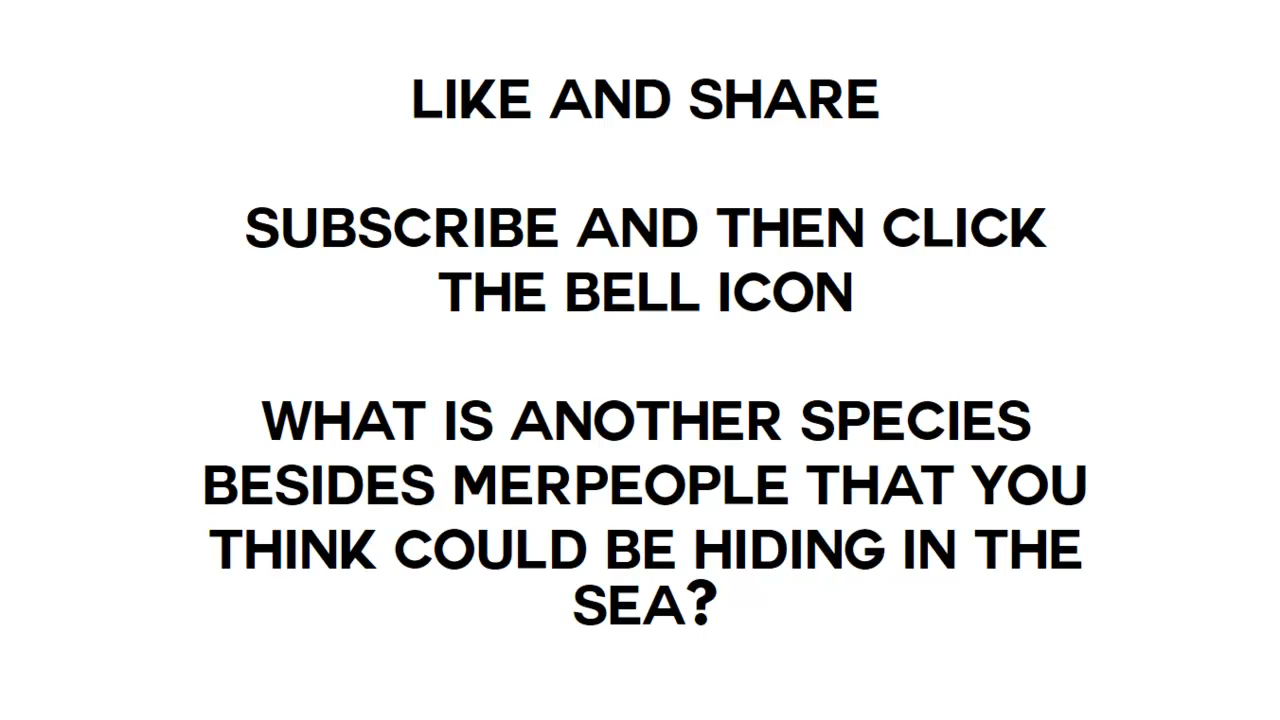 LIKE AND SHARE
SUBSCRIBE AND THEN CLICK
THE BELL ICON
WHAT IS ANOTHER SPECIES
BESIDES MERPEOPLE THAT YOU
THINK COULD BE HIDING IN THE
SEA?